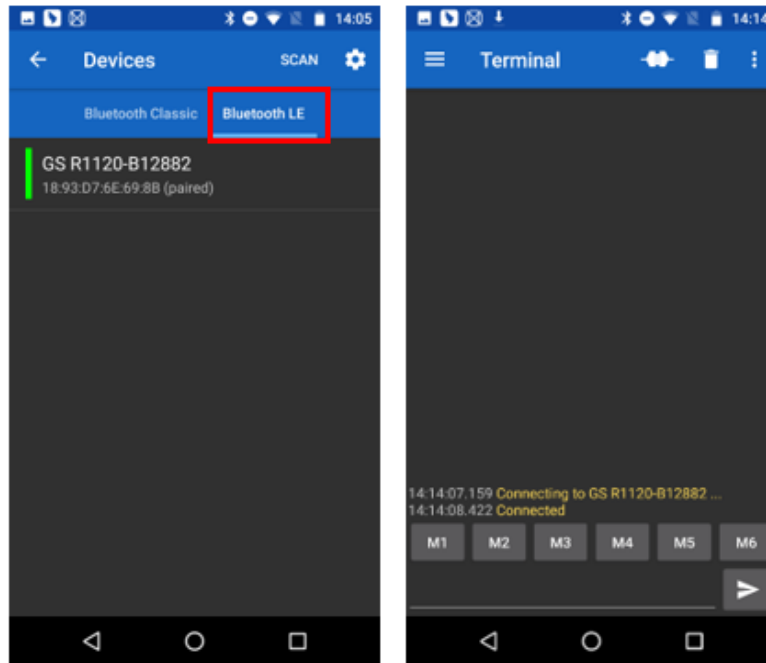 14:05
Devices
SCAN
Bluetooth Classic
Bluetooth LE
GS R1120-B12882
18:93:D7:6E:69:8B (paired)
14:14
Terminal
14:14:07.159 Connecting to GS R1120-B12882 ...
14:14:08.422 Connected
M1 M2 M3 M4 M5 M6